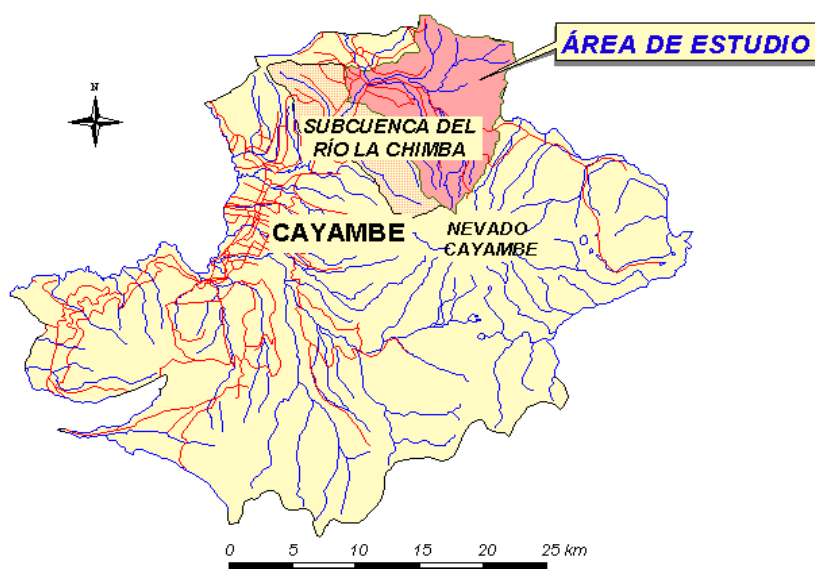 ÁREA DE ESTUDIO
N
SUBCUENCA DEL
RÍO LA CHIMBA
CAYAMBE
NEVADO
CAYAMBE
0 5 10 15 20 25 km